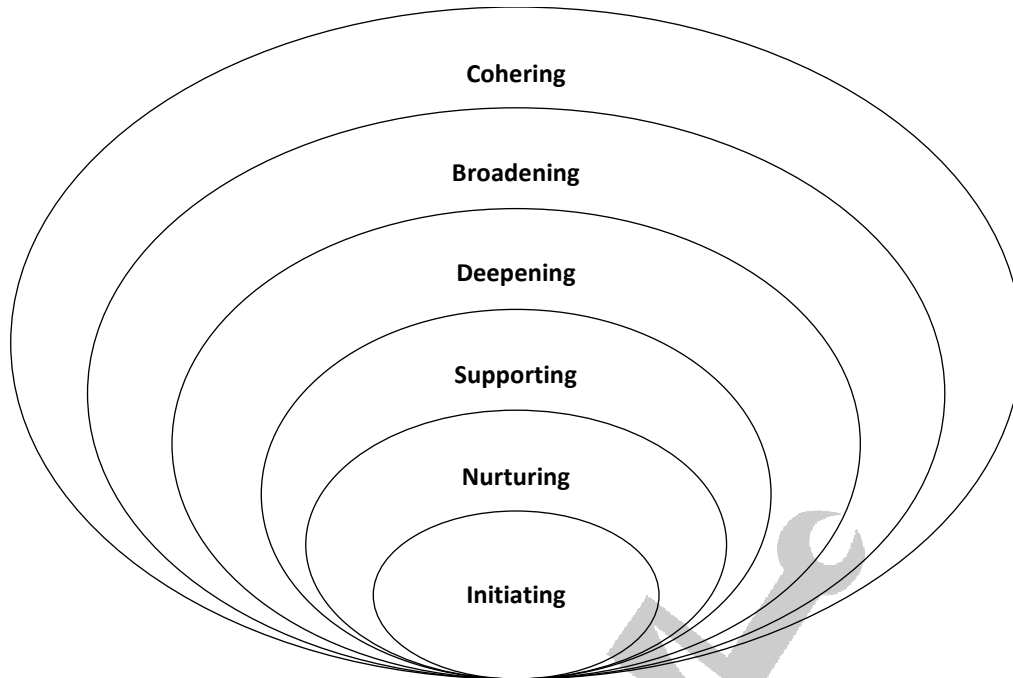 Cohering
Broadening
Deepening
Supporting
Nurturing
Initiating